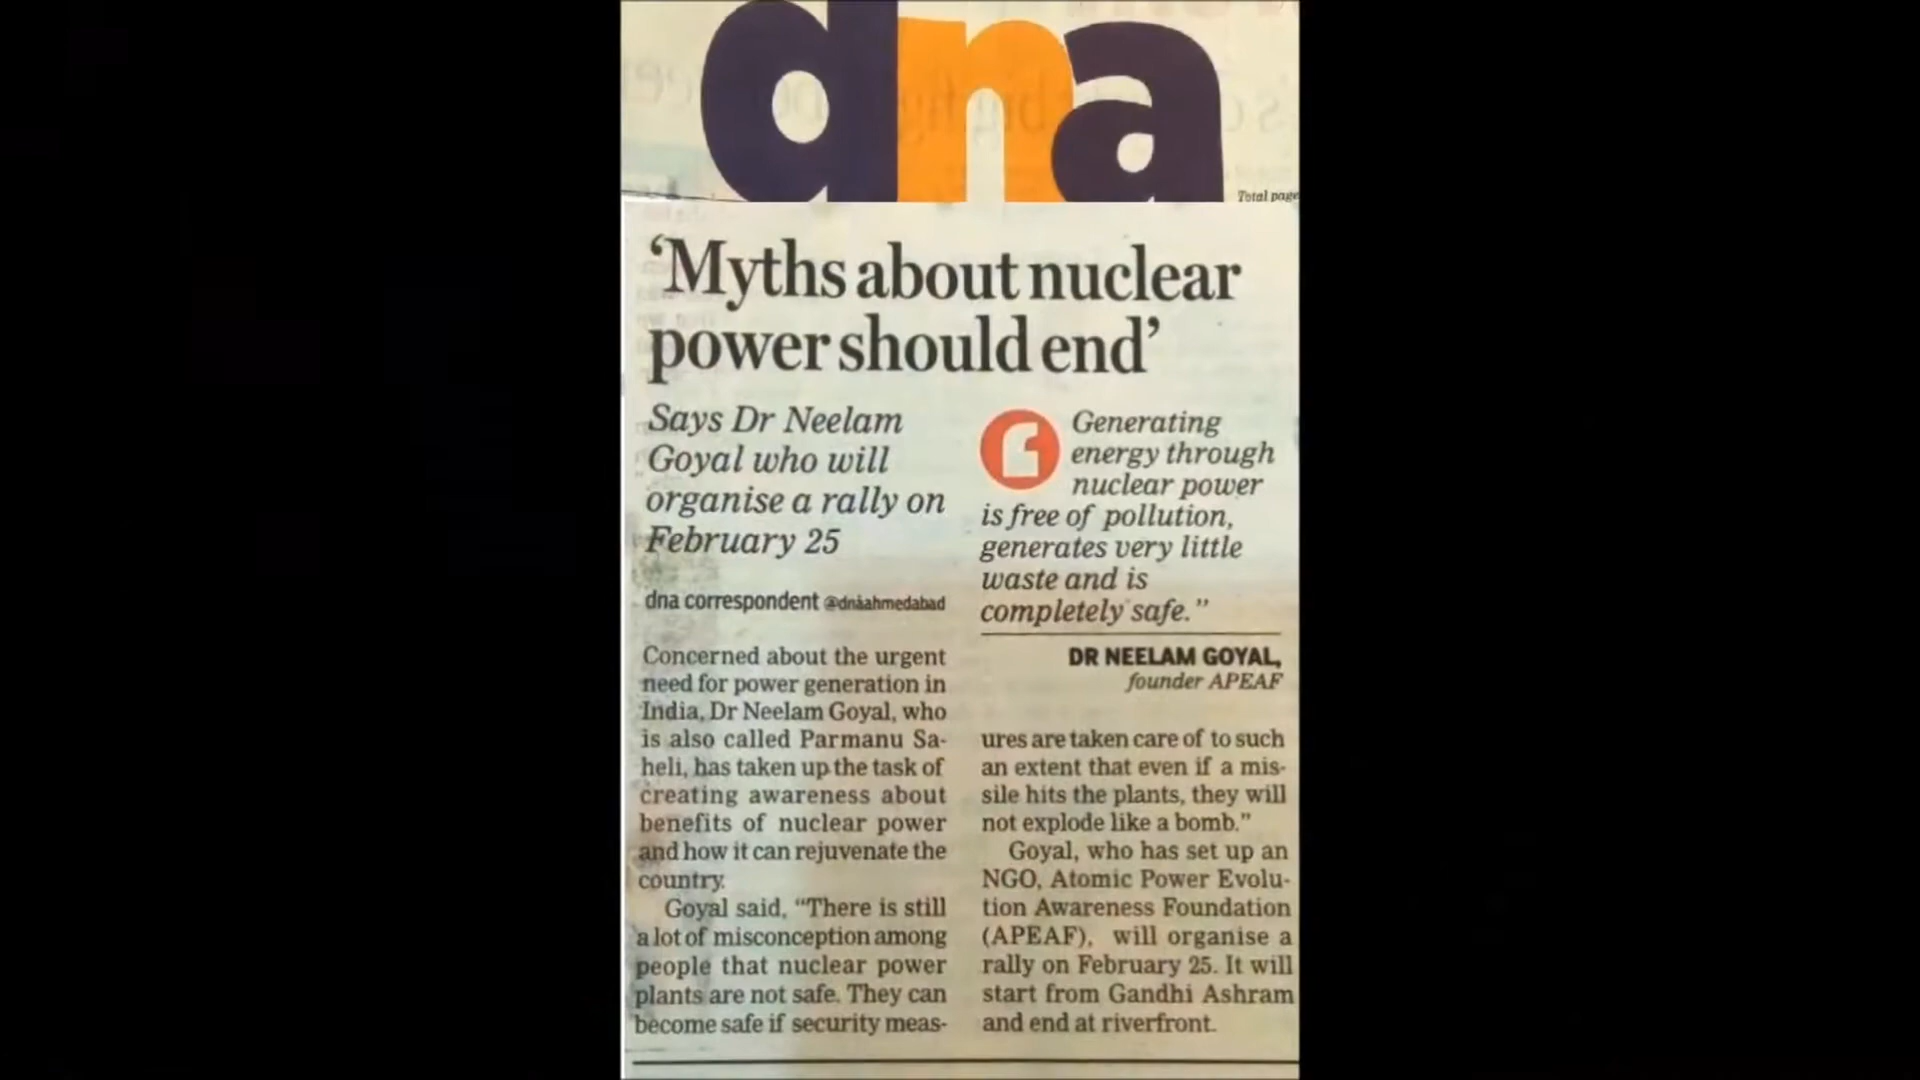 dna
Total page
‘Myths about nuclear
power should end’
Says Dr Neelam
Goyal who will
organise a rally on
February 25
dna correspondent @dnaahmedabad
Concerned about the urgent
need for power generation in
India, Dr Neelam Goyal, who
is also called Parmanu Sa-
heli, has taken up the task of
creating awareness about
benefits of nuclear power
and how it can rejuvenate the
country.
Goyal said, “There is still
a lot of misconception among
people that nuclear power
plants are not safe. They can
become safe if security meas-
Generating
energy through
nuclear power
is free of pollution,
generates very little
waste and is
completely safe.”
DR NEELAM GOYAL,
founder APEAF
ures are taken care of to such
an extent that even if a mis-
sile hits the plants, they will
not explode like a bomb.”
Goyal, who has set up an
NGO, Atomic Power Evolu-
tion Awareness Foundation
(APEAF), will organise a
rally on February 25. It will
start from Gandhi Ashram
and end at riverfront.